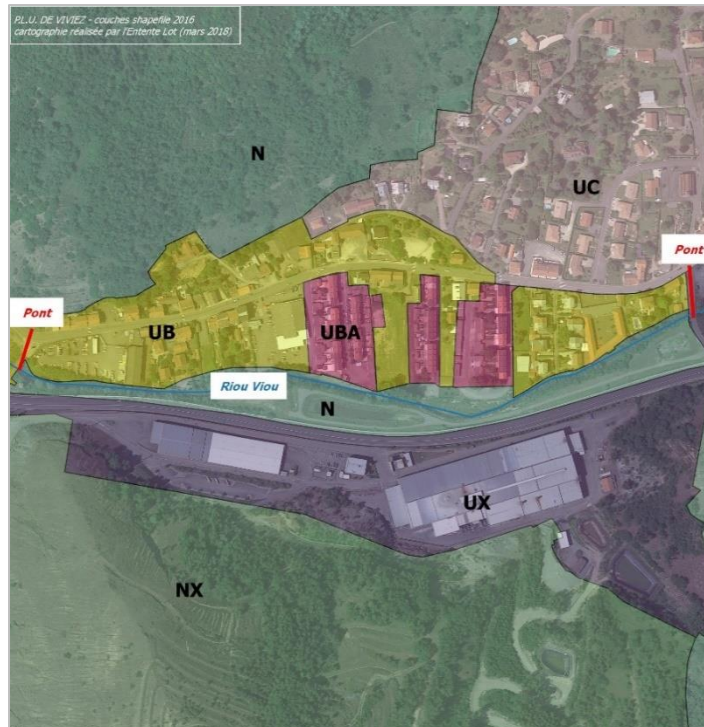 P.L.U. DE VIVIEZ - couches shapefile 2016
cartographie réalisée par l'Entente Lot (mars 2018)
N
UC
Pont
Pont
UB
UBA
Riou Viou
N
UX
NX